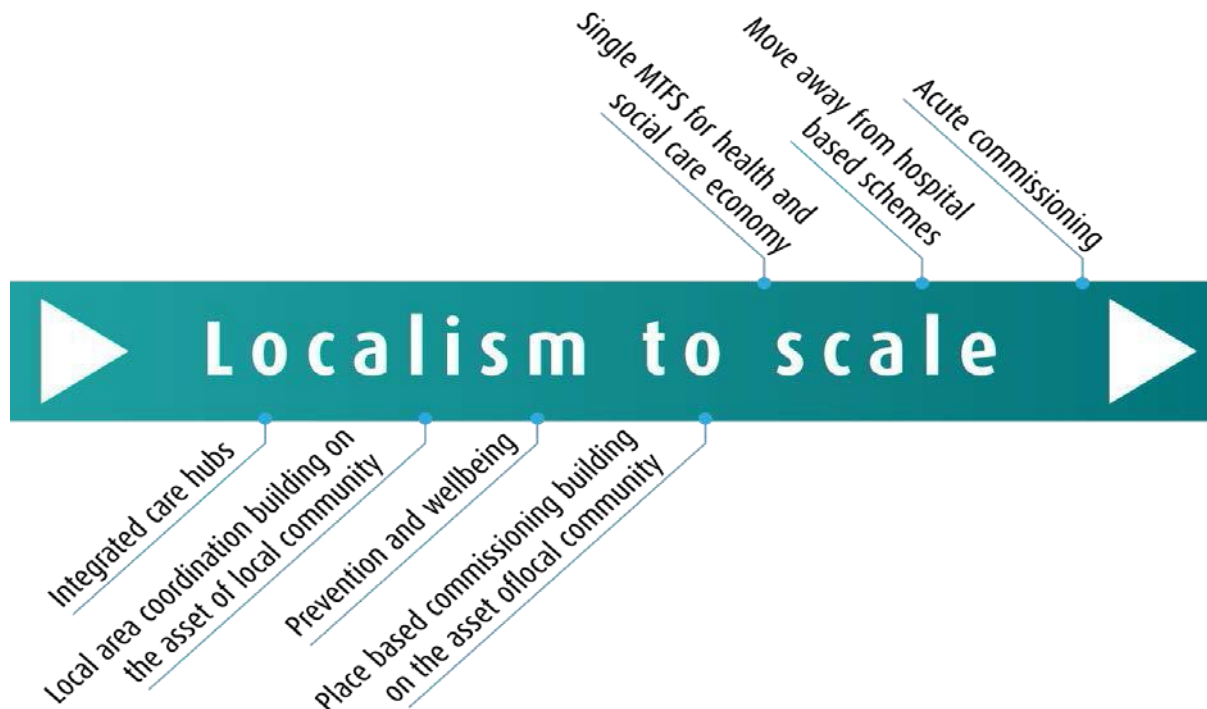 Single MTFS for health and
social care economy
Move away from hospital
based schemes
Acute commissioning
Localism to scale
Integrated care hubs
Local area coordination building on
the asset of local community
Prevention and wellbeing
Place based commissioning building
on the asset oflocal community